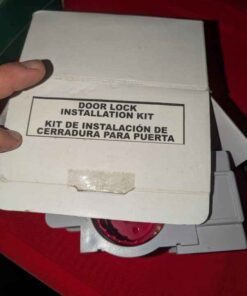 DOOR LOCK
INSTALLATION KIT
KIT DE INSTALACIÓN DE
CERRADURA PARA PUERTA